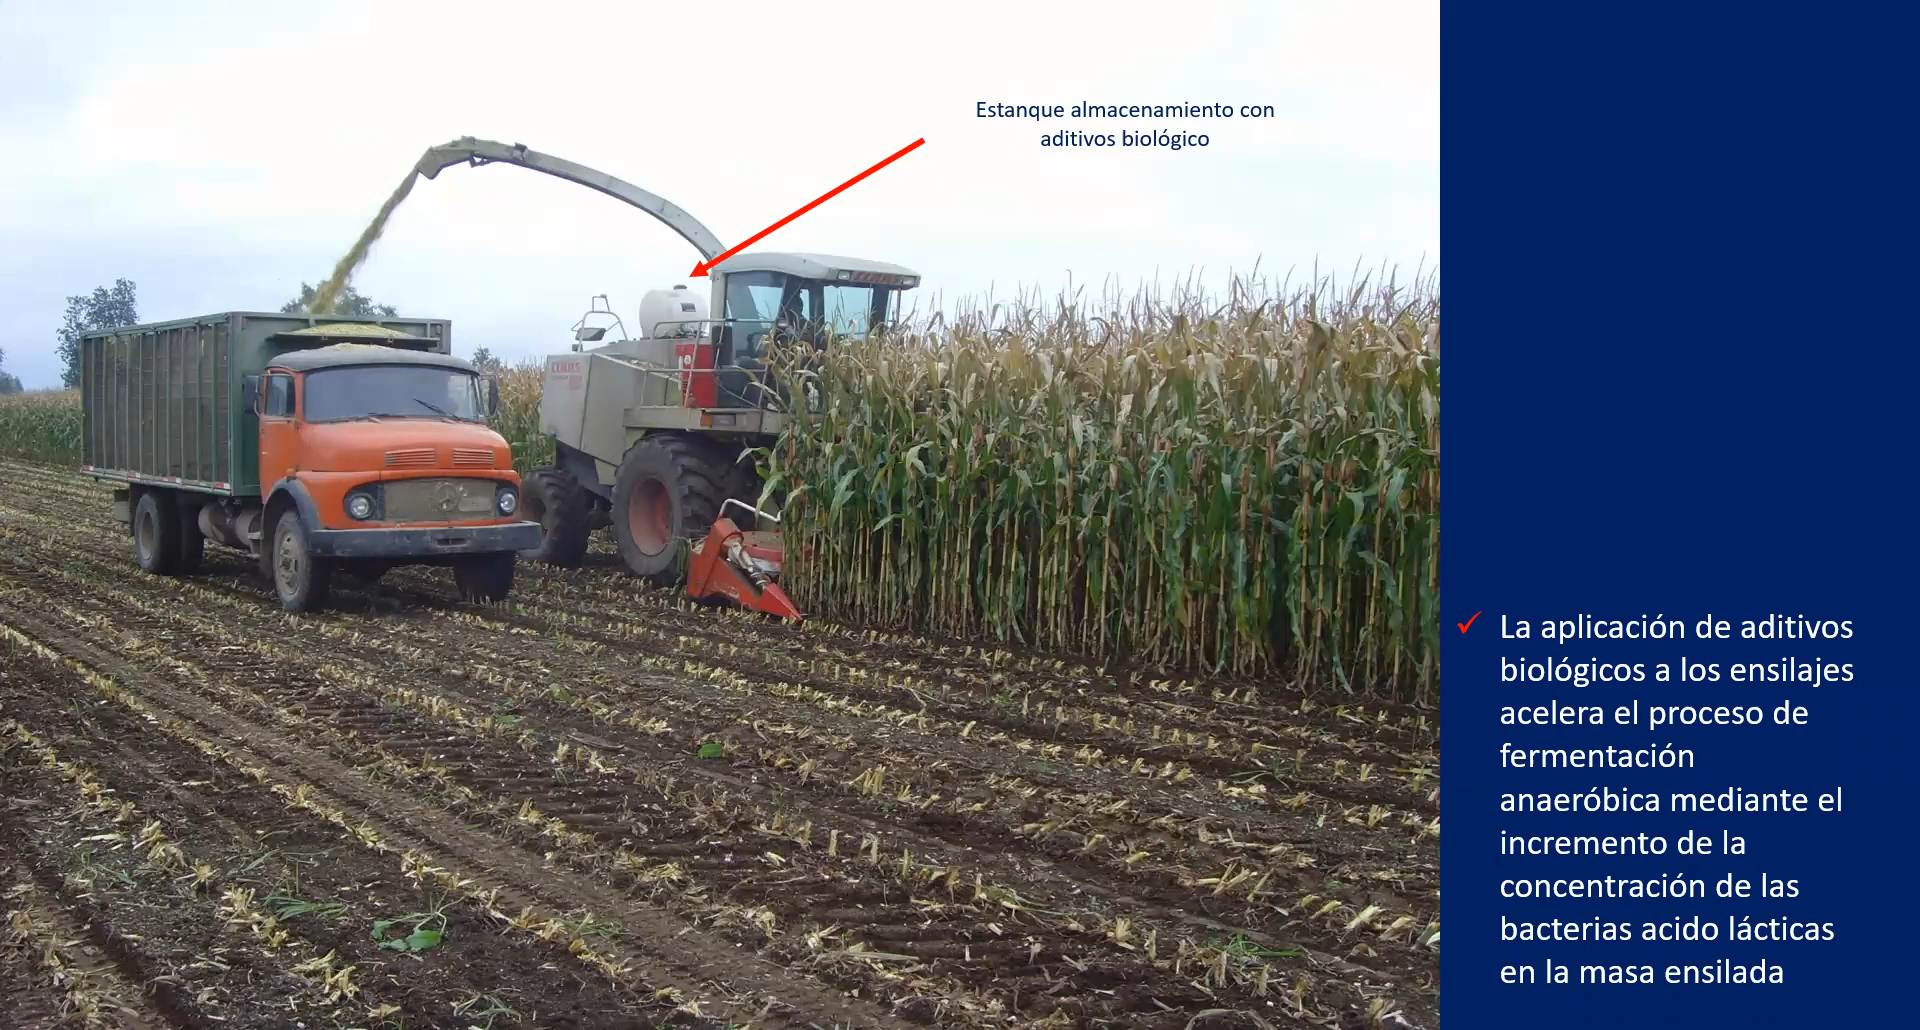 Estanque almacenamiento con
aditivos biológico
CLAAS
La aplicación de aditivos
biológicos a los ensilajes
acelera el proceso de
fermentación
anaeróbica mediante el
incremento de la
concentración de las
bacterias acido lácticas
en la masa ensilada